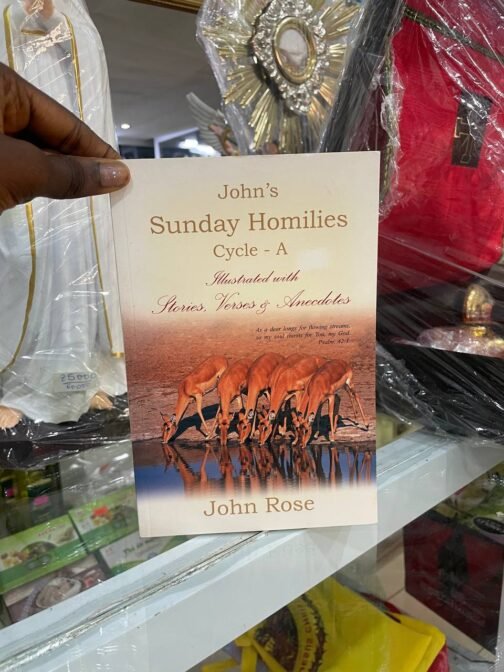 John's
Sunday Homilies
Cycle - A
Illustrated with
Stories, Verses & Anecdotes
As a deer longs for flowing streams,
so my soul thirsts for You, my God.
Psalm: 42:1
John Rose